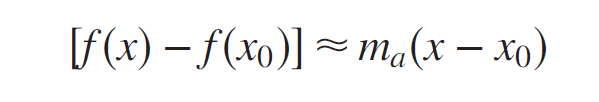 [f(x) – f(x₀)] ≈ mₐ(x – x₀)